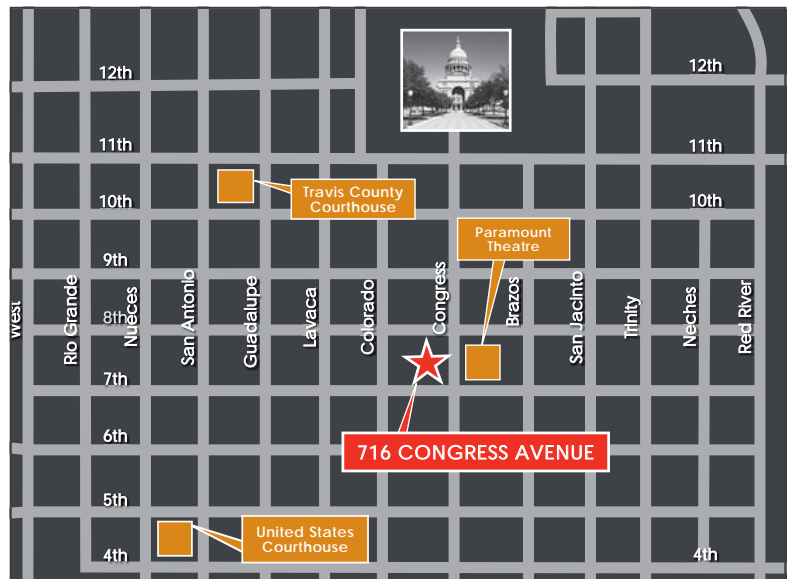 12th
12th
11th
11th
Travis County
Courthouse
10th
10th
Paramount
Theatre
9th
West
Rio Grande
Nueces
San Antonio
Guadalupe
Lavaca
Colorado
Congress
Brazos
San Jacinto
Trinity
Neches
Red River
8th
7th
6th
716 CONGRESS AVENUE
5th
United States
Courthouse
4th
4th